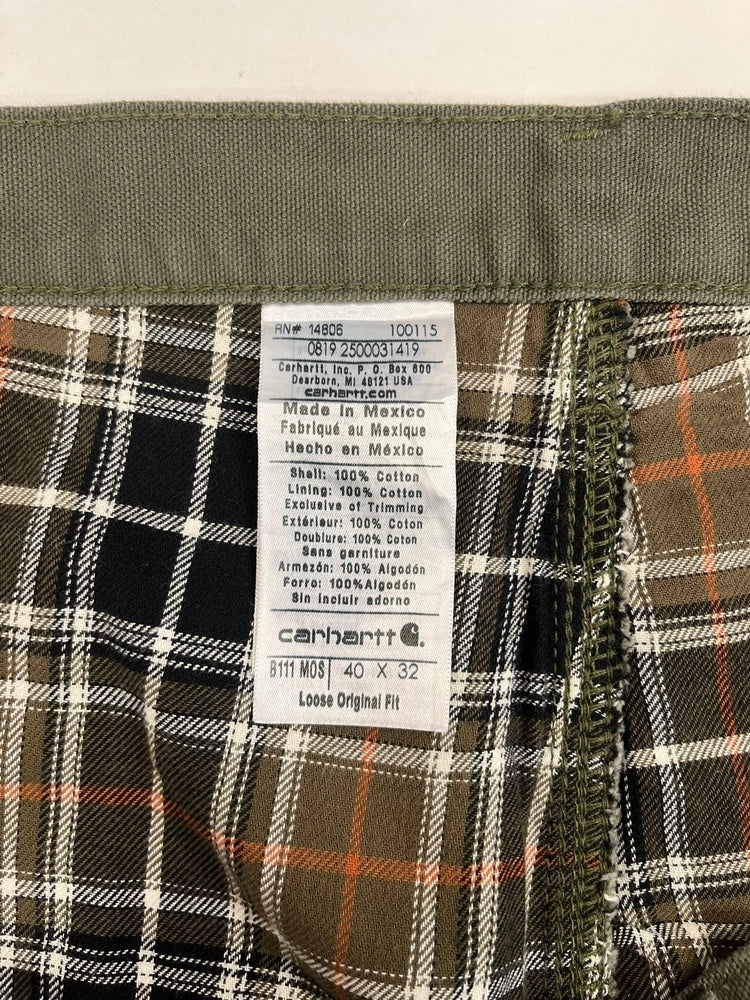 RN# 14806 100115
0819 2500031419
Carhartt, Inc. P. O. Box 600
Dearborn, MI 48121 USA
carhartt.com
Made in Mexico
Fabriqué au Mexique
Hecho en México
Shell: 100% Cotton
Lining: 100% Cotton
Exclusive of Trimming
Extérieur: 100% Coton
Doublure: 100% Coton
Sans garniture
Armazón: 100% Algodón
Forro: 100%Algodón
Sin incluir adorno
carhartt
B111 MOS 40 X 32
Loose Original Fit